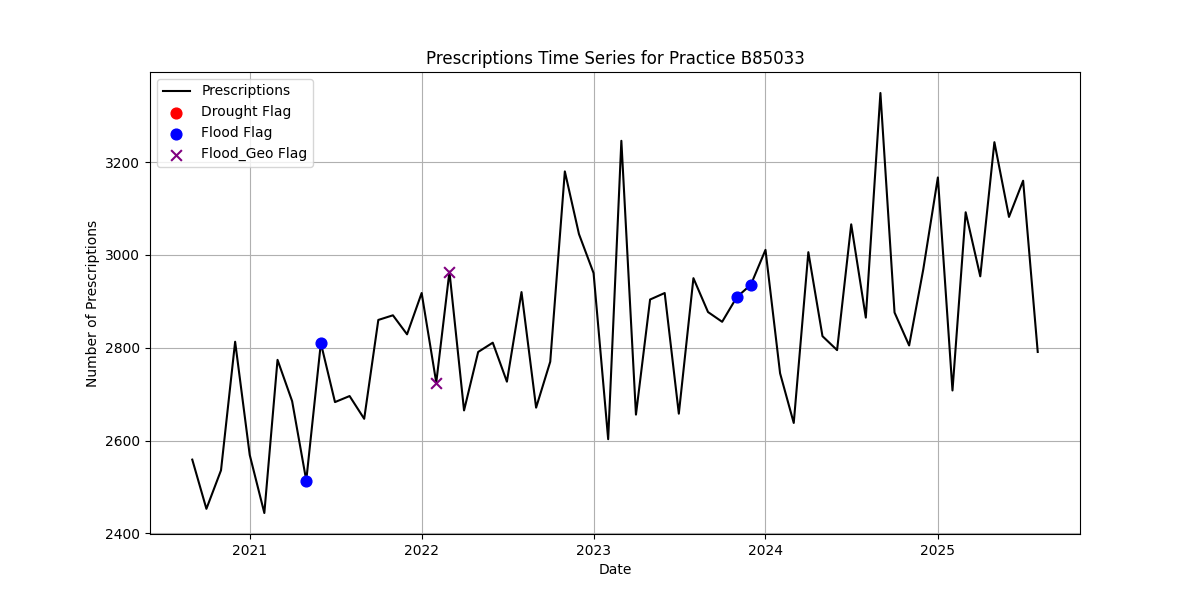 Prescriptions Time Series for Practice B85033
Prescriptions
Drought Flag
Flood Flag
Flood_Geo Flag
3200
3000
2800
2600
2400
Number of Prescriptions
2021
2022
2023
2024
2025
Date